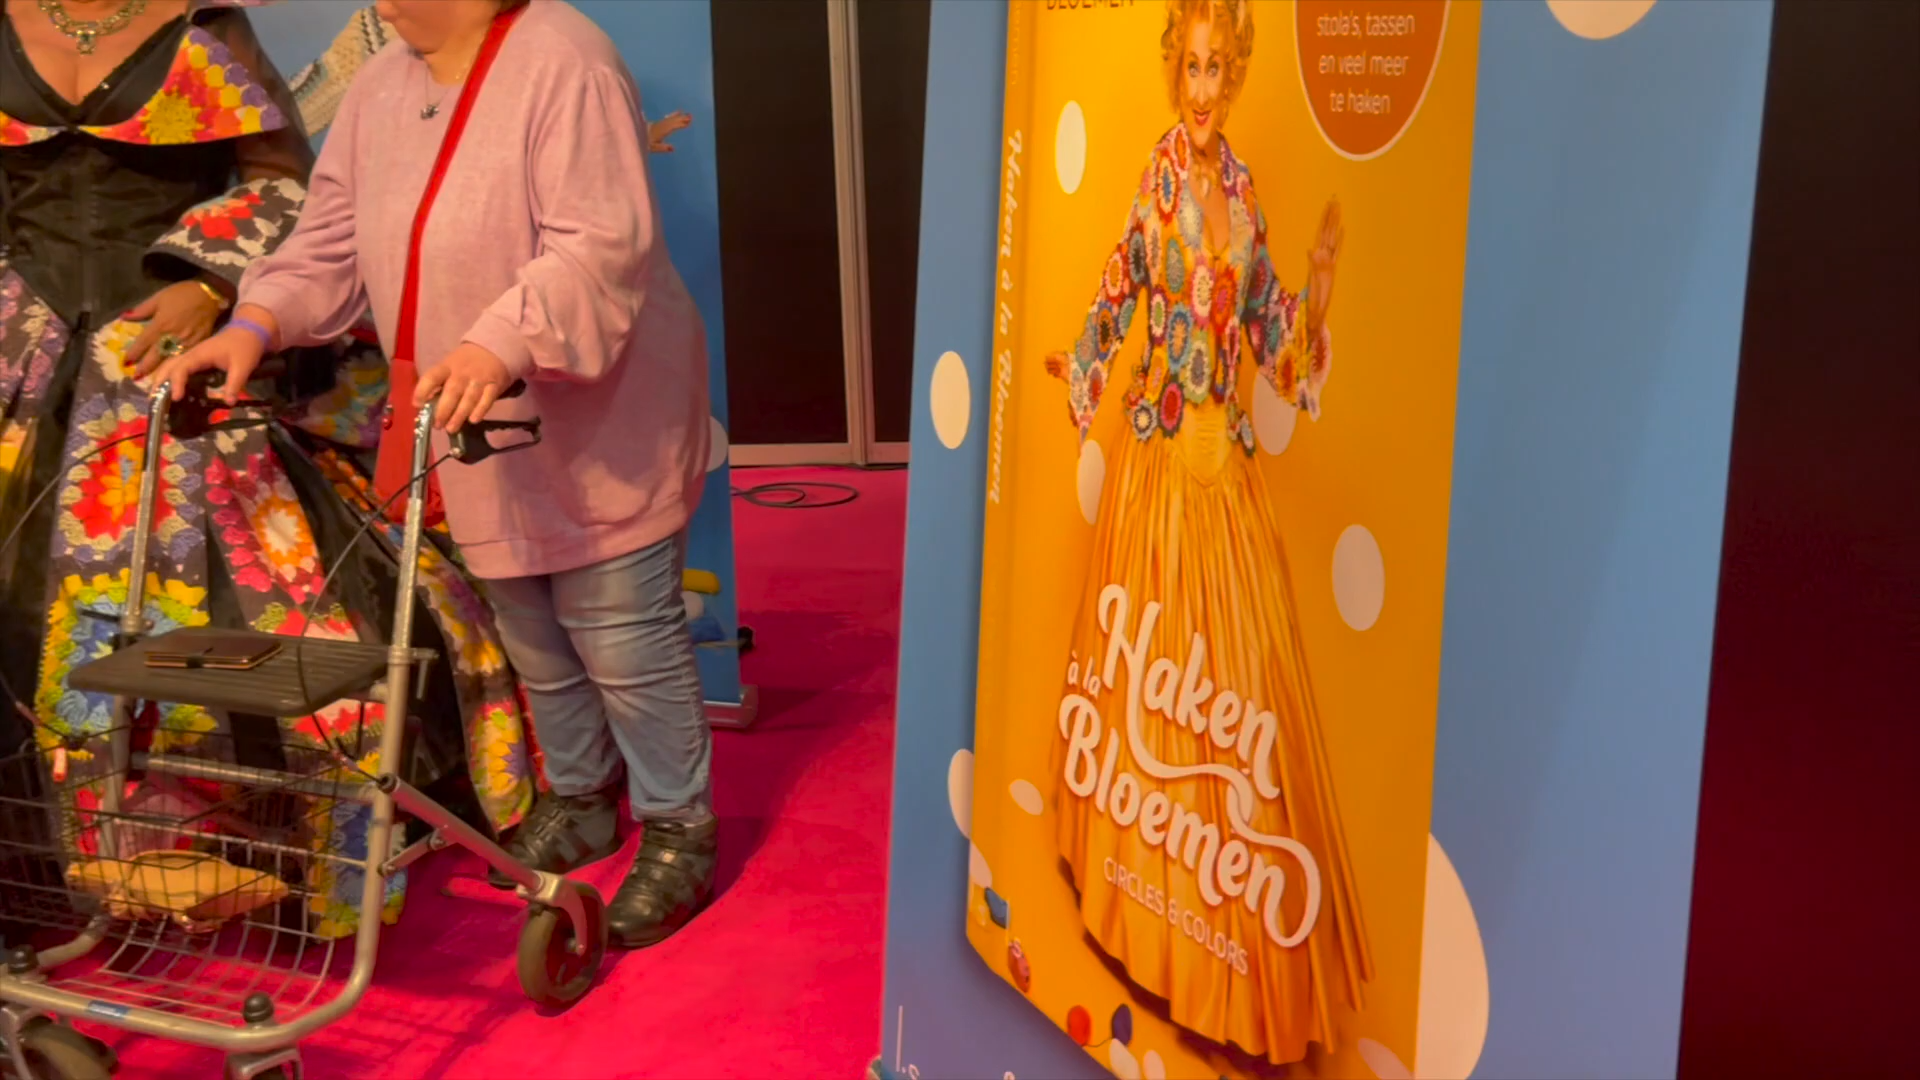 BLOEMEN
stola's, tassen
en veel meer
te haken
Haken à la Bloemen
Haken
à la
Bloemen
CIRCLES & COLORS